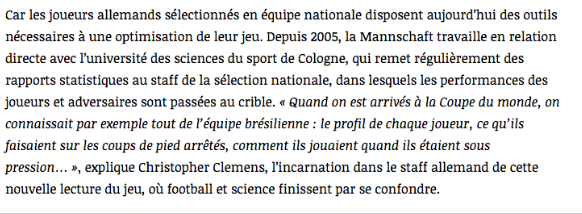 Car les joueurs allemands sélectionnés en équipe nationale disposent aujourd'hui des outils
nécessaires à une optimisation de leur jeu. Depuis 2005, la Mannschaft travaille en relation
directe avec l'université des sciences du sport de Cologne, qui remet régulièrement des
rapports statistiques au staff de la sélection nationale, dans lesquels les performances des
joueurs et adversaires sont passées au crible. « Quand on est arrivés à la Coupe du monde, on
connaissait par exemple tout de l'équipe brésilienne : le profil de chaque joueur, ce qu'ils
faisaient sur les coups de pied arrêtés, comment ils jouaient quand ils étaient sous
pression… », explique Christopher Clemens, l'incarnation dans le staff allemand de cette
nouvelle lecture du jeu, où football et science finissent par se confondre.